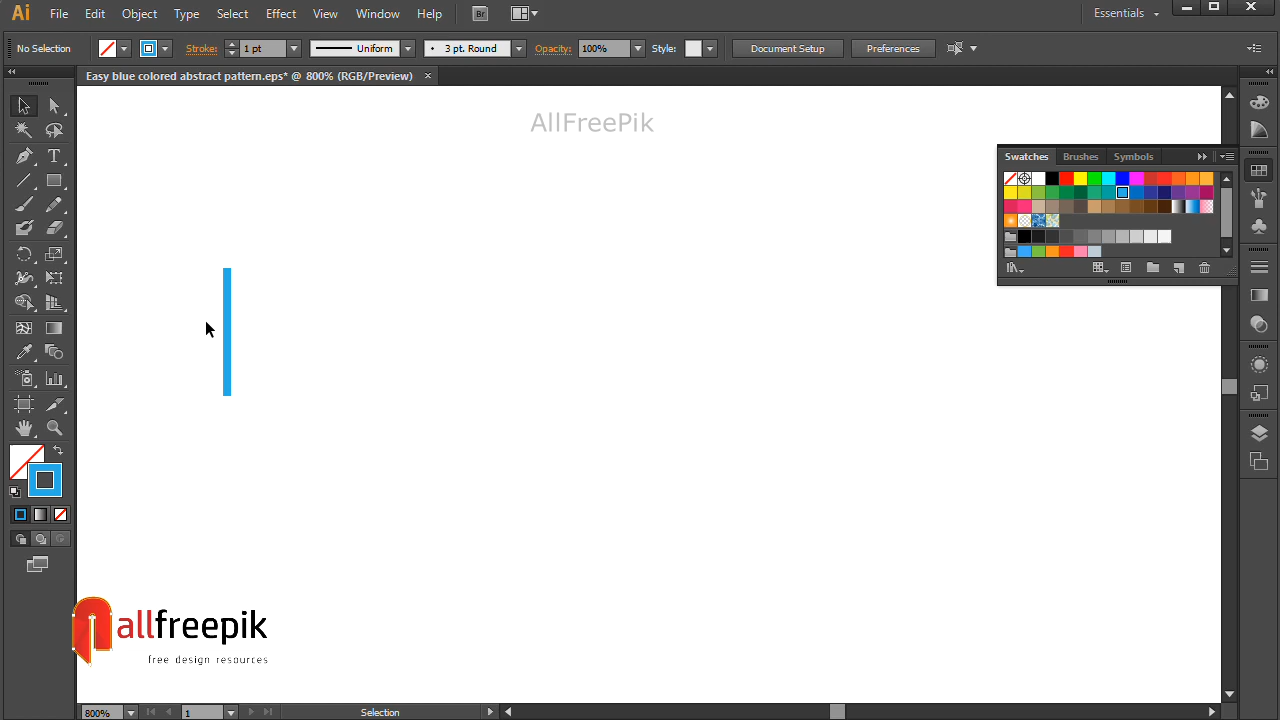 Ai File Edit Object Type Select Effect View Window Help Br Essentials
No Selection Stroke: 1 pt Uniform 3 pt. Round Opacity: 100% Style: Document Setup Preferences
Easy blue colored abstract pattern.eps* @ 800% (RGB/Preview)
AllFreePik
Swatches Brushes Symbols
allfreepik
free design resources
800% 1 Selection